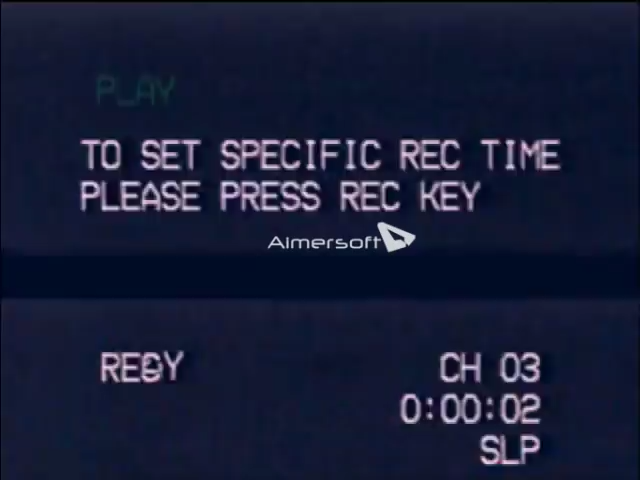 PLAY
TO SET SPECIFIC REC TIME
PLEASE PRESS REC KEY
Aimersoft
CH 03
0:00:02
SLP